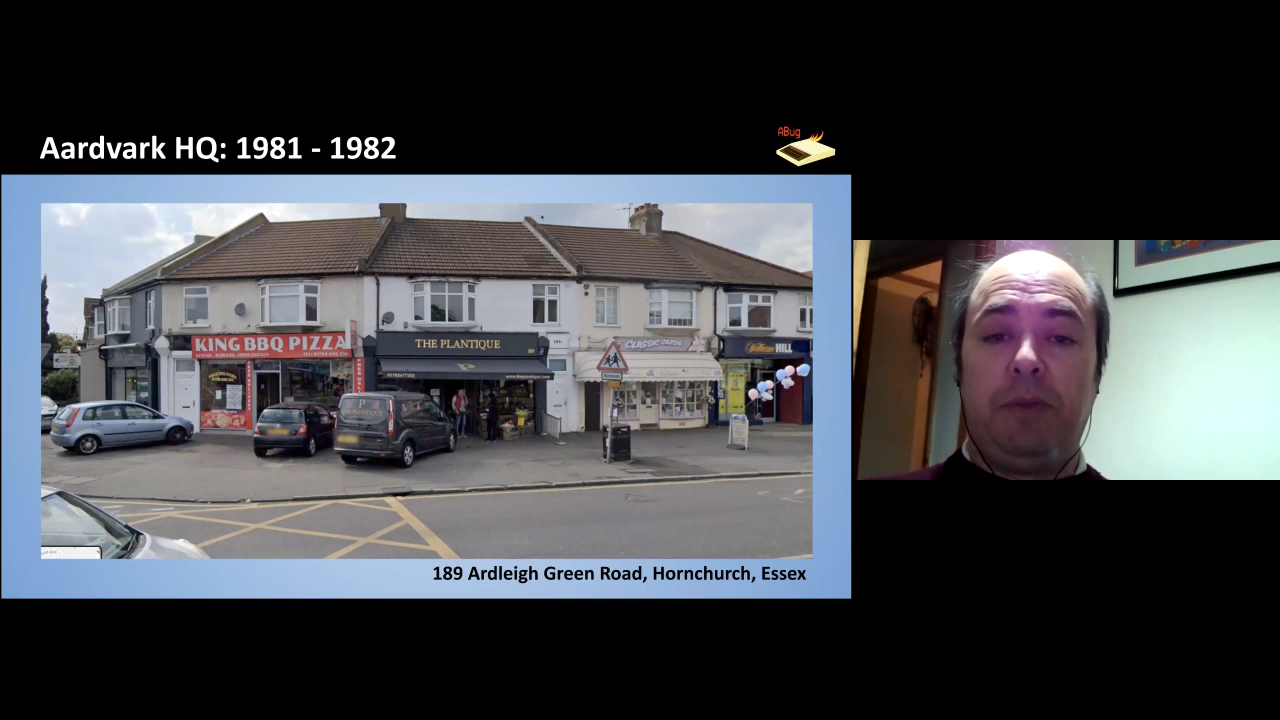 Aardvark HQ: 1981 - 1982
ABug
KING BBQ PIZZA
THE PLANTIQUE
CLASSIC CARDS
William HILL
P
P
189 Ardleigh Green Road, Hornchurch, Essex